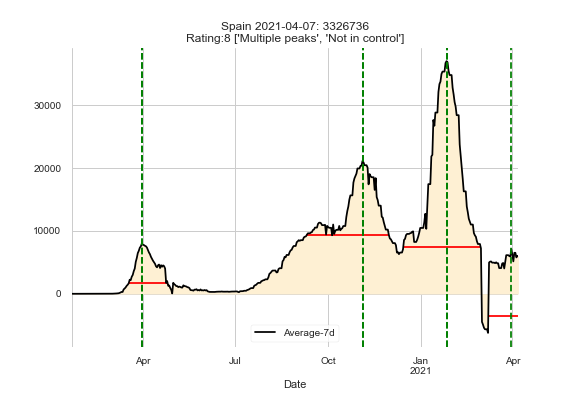 Spain 2021-04-07: 3326736
Rating:8 ['Multiple peaks', 'Not in control']
30000
20000
10000
0
Average-7d
Apr
Jul
Oct
Jan
2021
Apr
Date